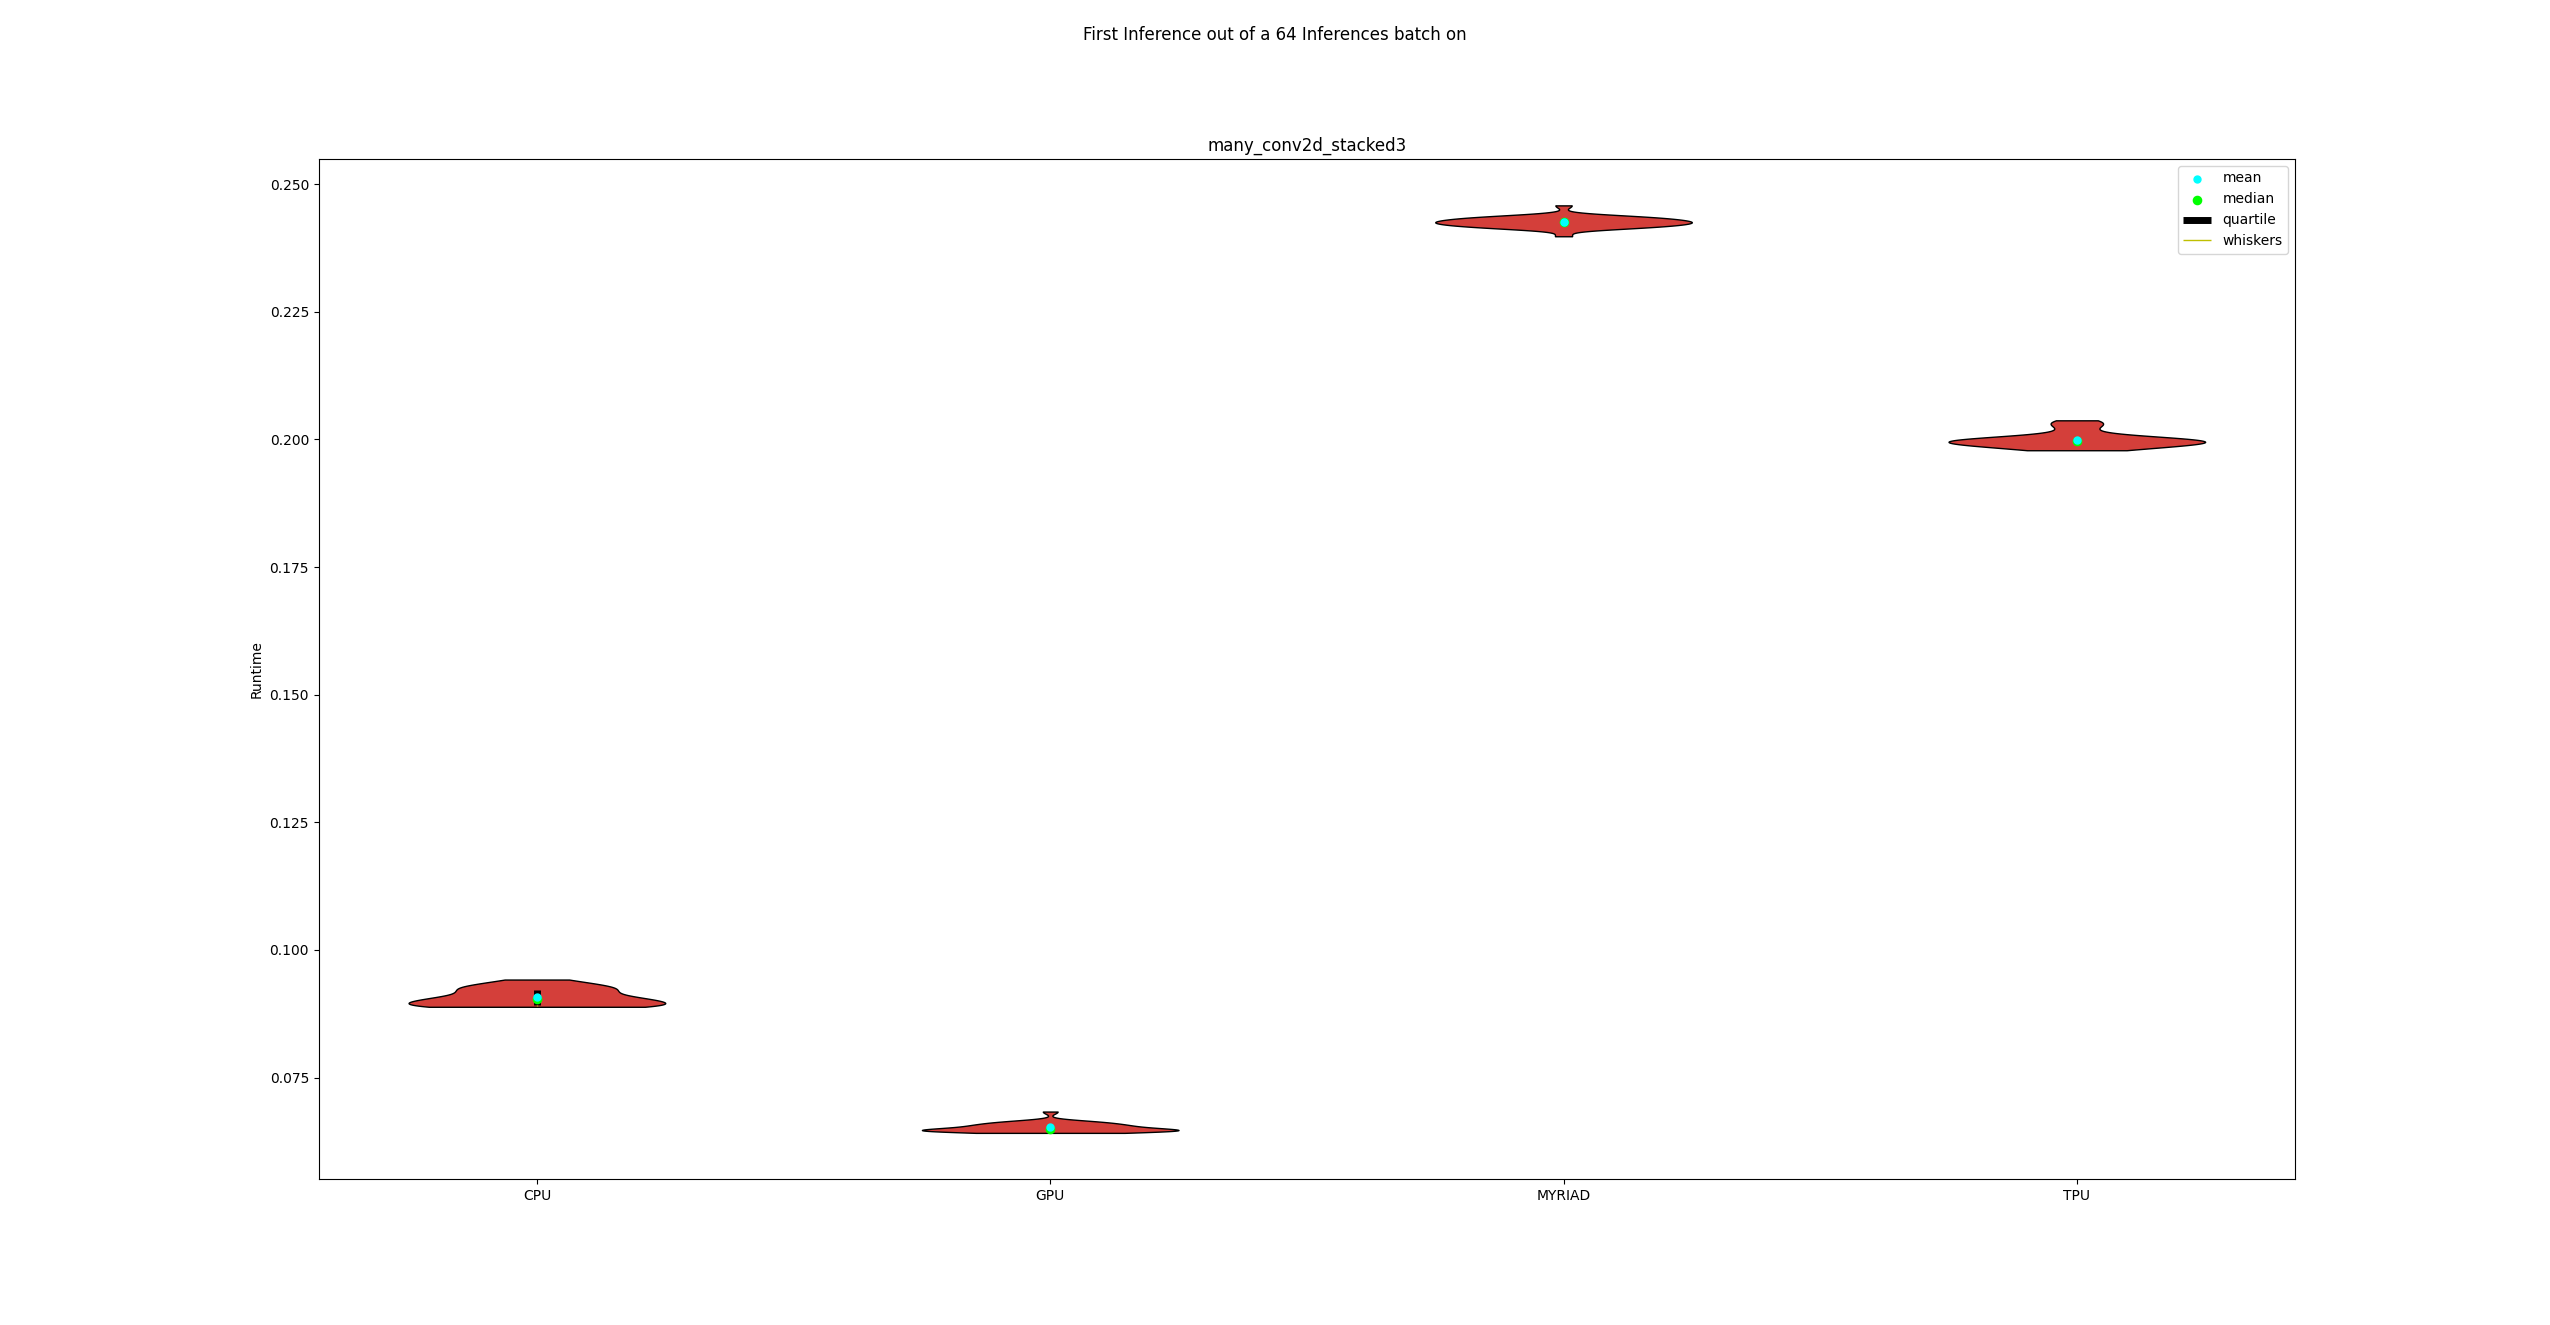 First Inference out of a 64 Inferences batch on
many_conv2d_stacked3
mean
median
quartile
whiskers
0.250
0.225
0.200
0.175
0.150
0.125
0.100
0.075
Runtime
CPU
GPU
MYRIAD
TPU